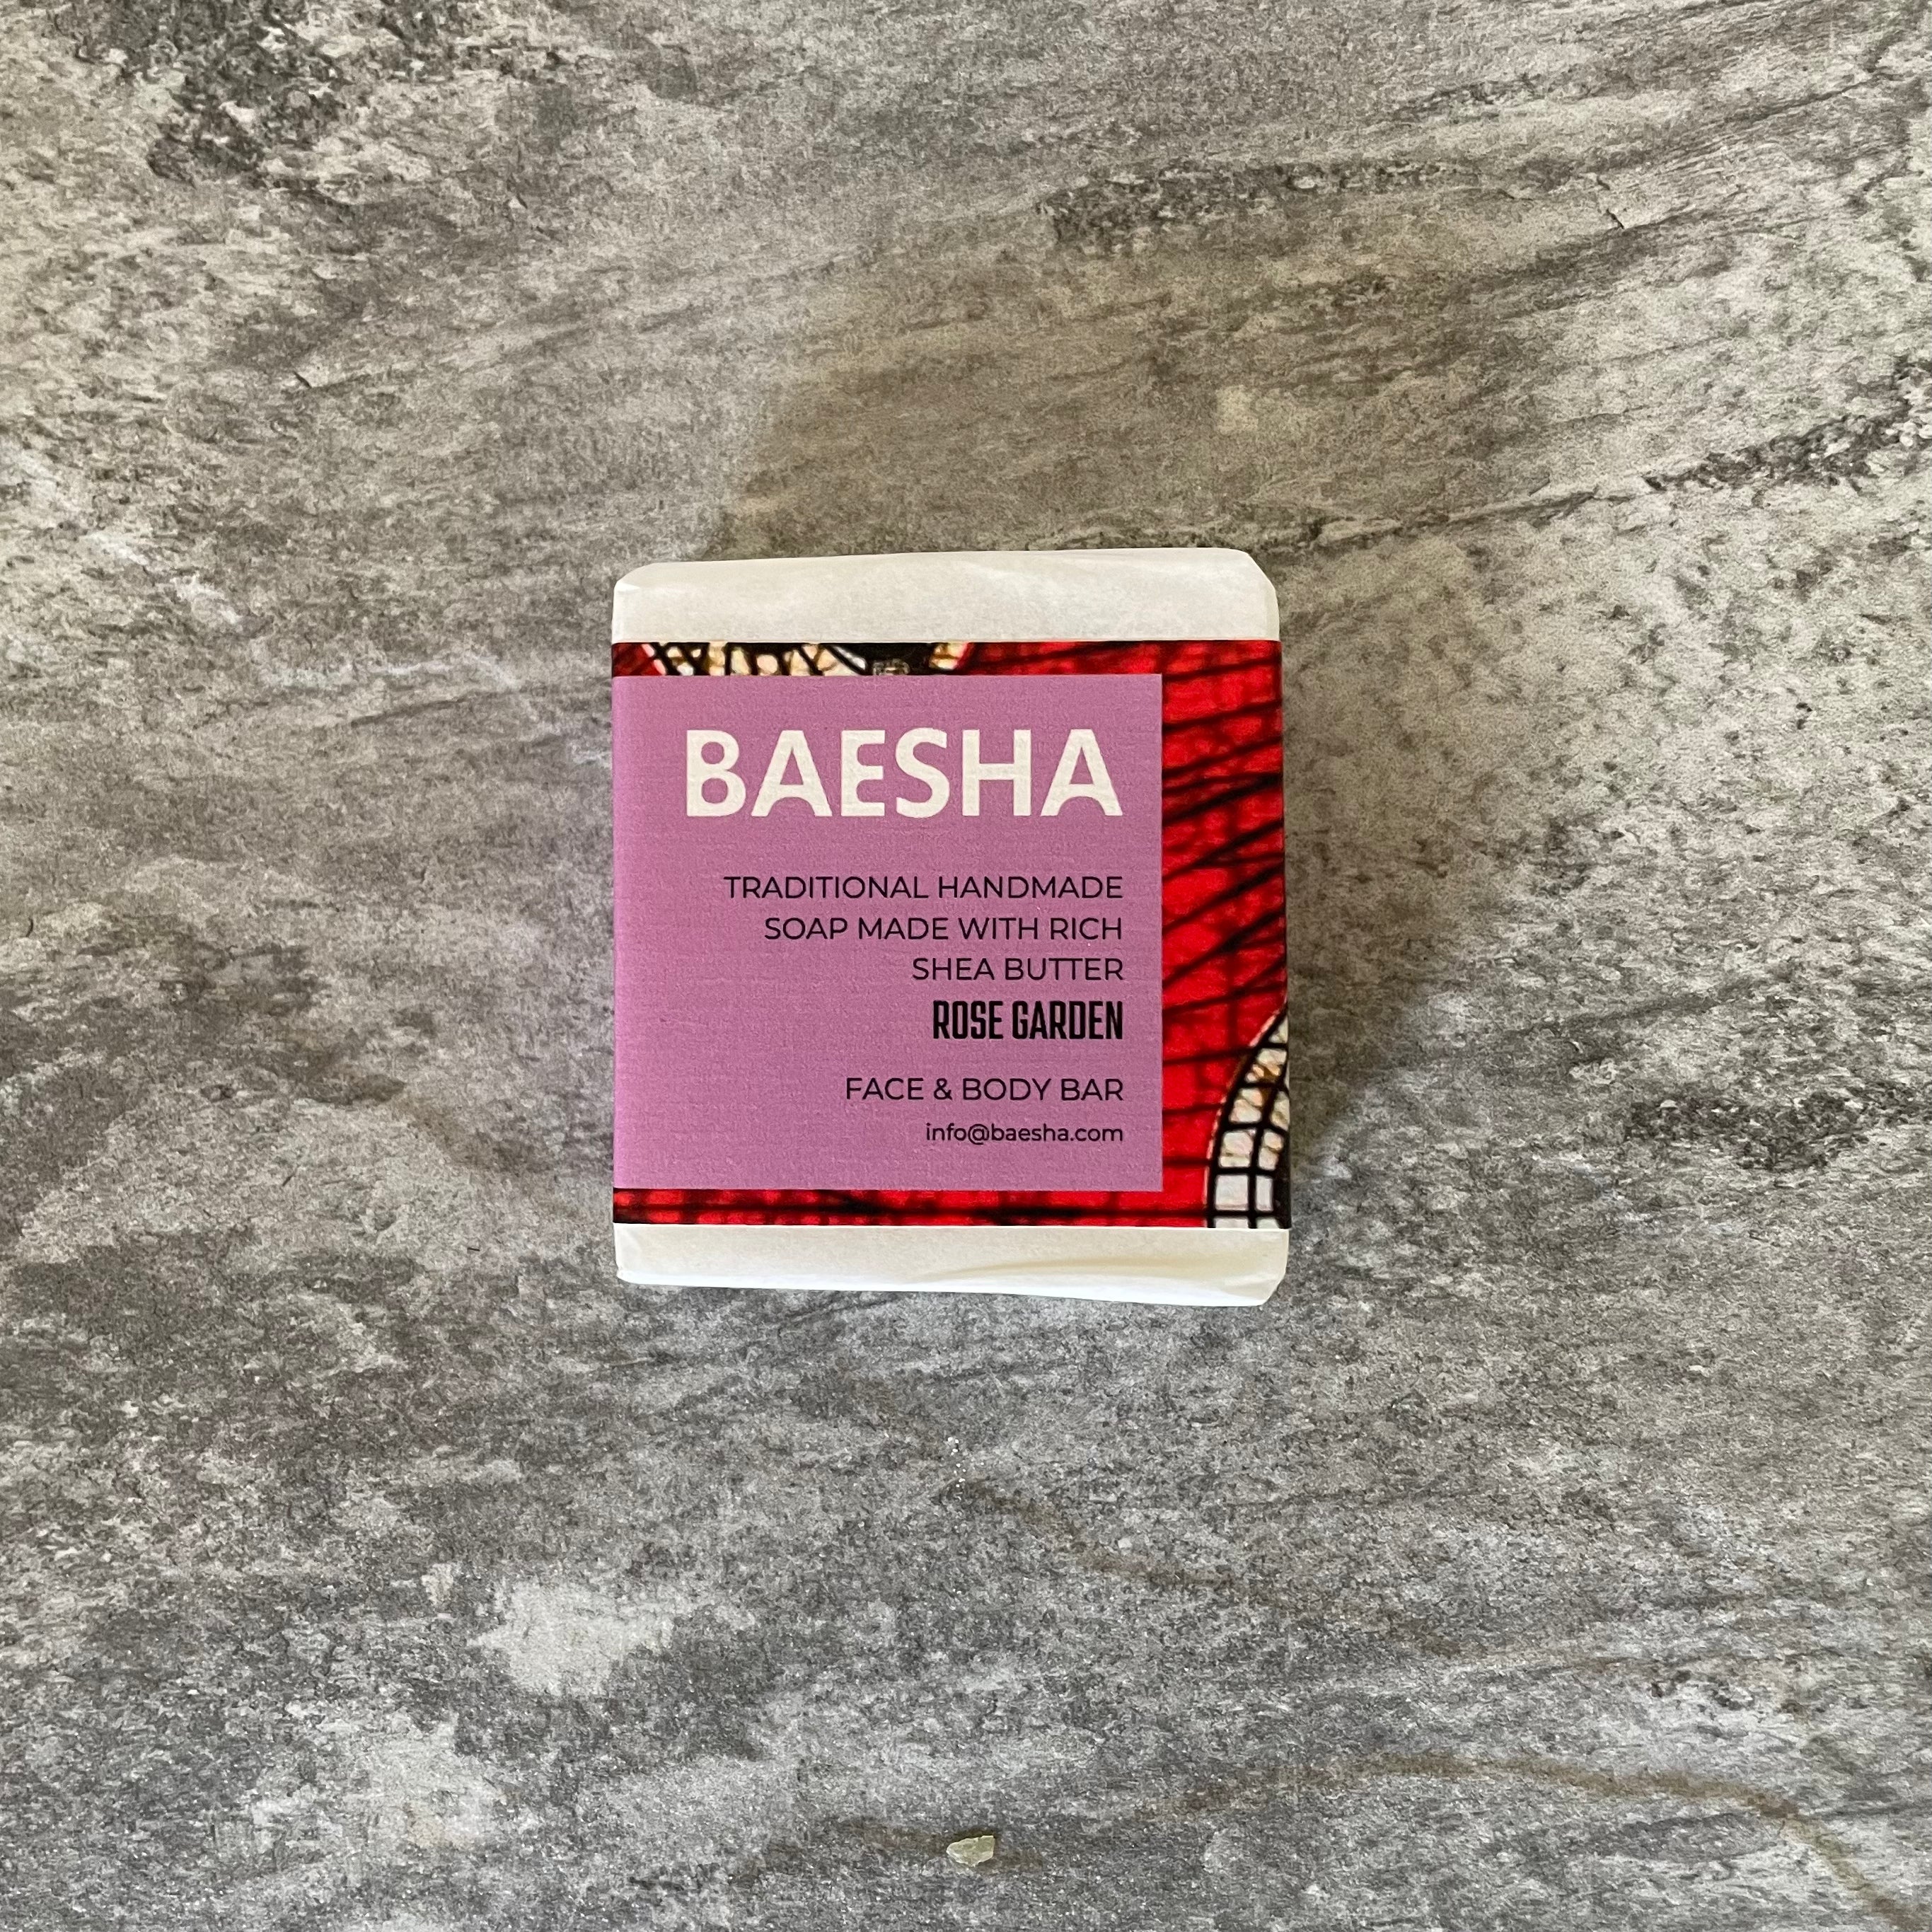 BAESHA
TRADITIONAL HANDMADE
SOAP MADE WITH RICH
SHEA BUTTER
ROSE GARDEN
FACE & BODY BAR
info@baesha.com